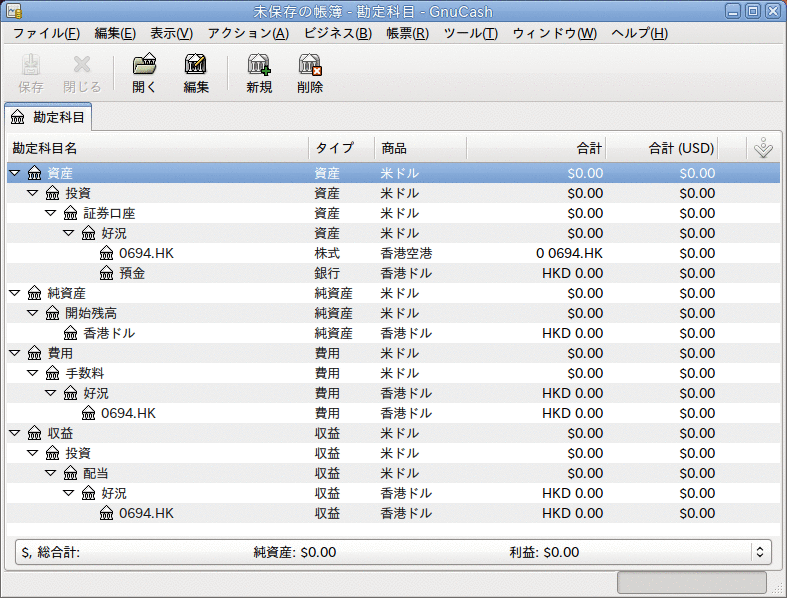 未保存の帳簿 - 勘定科目 - GnuCash
ファイル(F) 編集(E) 表示(V) アクション(A) ビジネス(B) 帳票(R) ツール(T) ウィンドウ(W) ヘルプ(H)
保存 閉じる 開く 編集 新規 削除
勘定科目
勘定科目名 タイプ 商品 合計 合計 (USD)
資産 資産 米ドル $0.00 $0.00
投資 資産 米ドル $0.00 $0.00
証券口座 資産 米ドル $0.00 $0.00
好況 資産 米ドル $0.00 $0.00
0694.HK 株式 香港空港 0 0694.HK $0.00
預金 銀行 香港ドル HKD 0.00 $0.00
純資産 純資産 米ドル $0.00 $0.00
開始残高 純資産 米ドル $0.00 $0.00
香港ドル 純資産 香港ドル HKD 0.00 $0.00
費用 費用 米ドル $0.00 $0.00
手数料 費用 米ドル $0.00 $0.00
好況 費用 香港ドル HKD 0.00 $0.00
0694.HK 費用 香港ドル HKD 0.00 $0.00
収益 収益 米ドル $0.00 $0.00
投資 収益 米ドル $0.00 $0.00
配当 収益 米ドル $0.00 $0.00
好況 収益 香港ドル HKD 0.00 $0.00
0694.HK 収益 香港ドル HKD 0.00 $0.00
$, 総合計: 純資産: $0.00 利益: $0.00